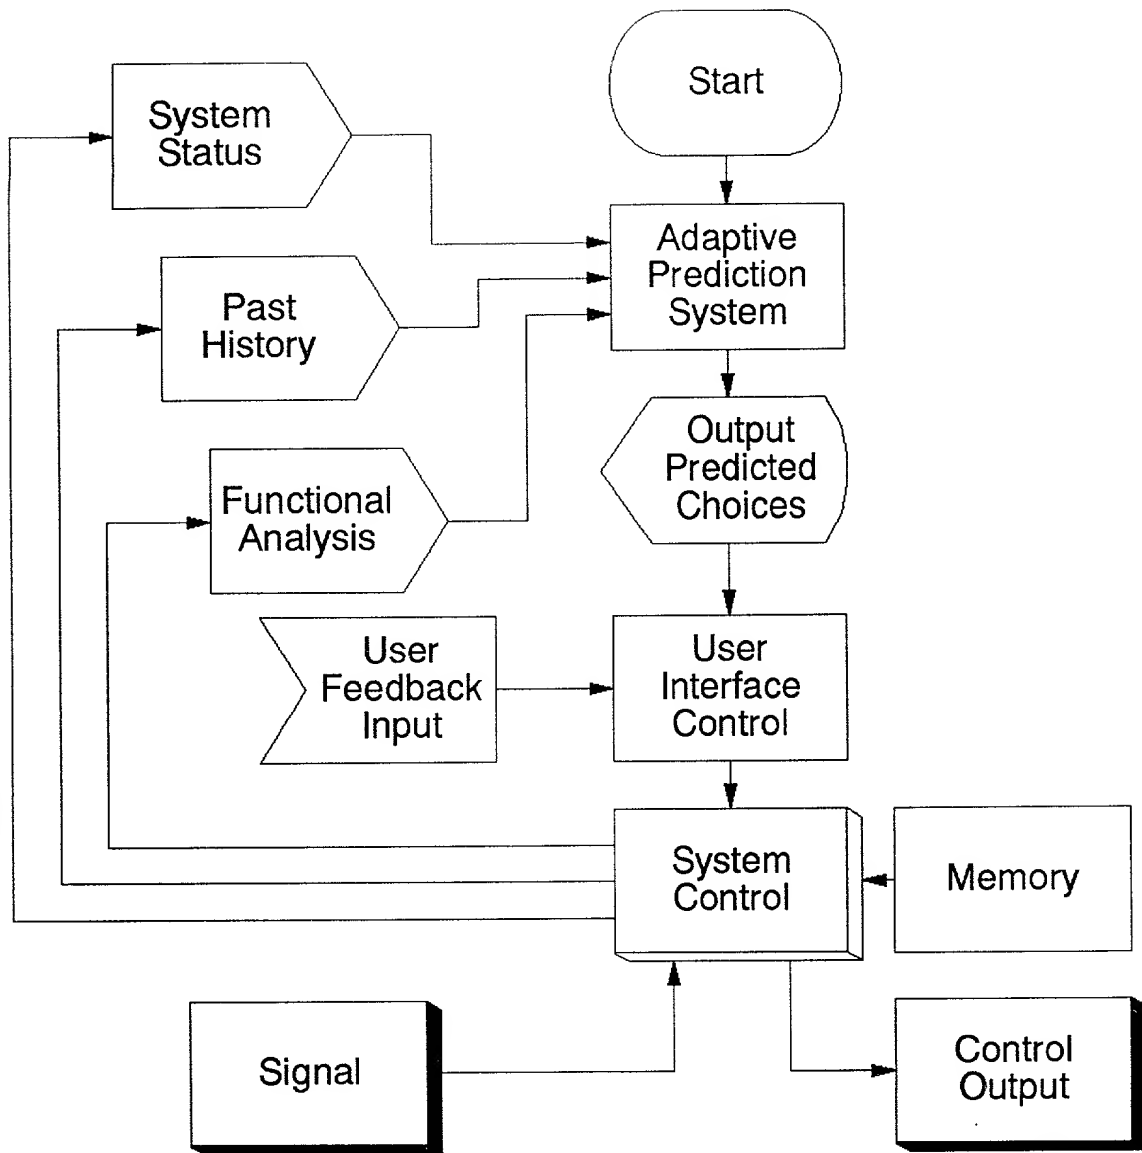 Start
System
Status
Adaptive
Prediction
System
Past
History
Output
Predicted
Choices
Functional
Analysis
User
Feedback
Input
User
Interface
Control
System
Control
Memory
Signal
Control
Output